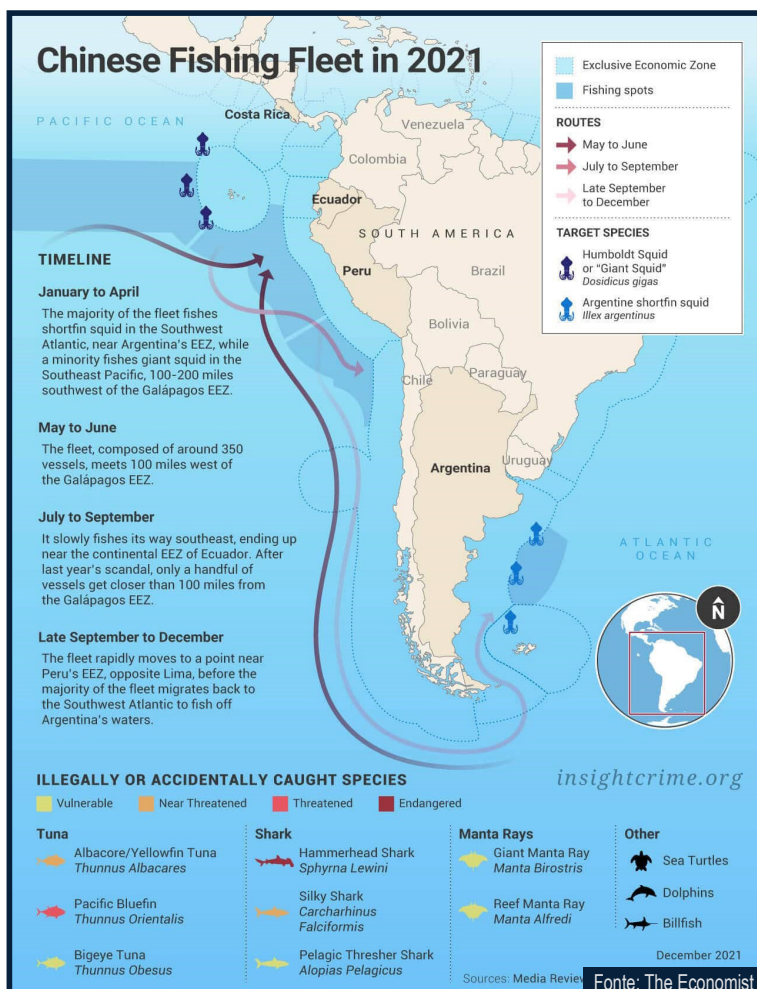 Chinese Fishing Fleet in 2021
Exclusive Economic Zone
Fishing spots
ROUTES
May to June
July to September
Late September
to December
TARGET SPECIES
Humboldt Squid
or "Giant Squid"
Dosidicus gigas
Argentine shortfin squid
Illex argentinus
PACIFIC OCEAN
Costa Rica
Venezuela
Colombia
Ecuador
SOUTH AMERICA
Peru
Brazil
Bolivia
Paraguay
Chile
Argentina
Uruguay
ATLANTIC
OCEAN
N
TIMELINE
January to April
The majority of the fleet fishes
shortfin squid in the Southwest
Atlantic, near Argentina's EEZ, while
a minority fishes giant squid in the
Southeast Pacific, 100-200 miles
southwest of the Galápagos EEZ.
May to June
The fleet, composed of around 350
vessels, meets 100 miles west of
the Galápagos EEZ.
July to September
It slowly fishes its way southeast, ending up
near the continental EEZ of Ecuador. After
last year's scandal, only a handful of
vessels get closer than 100 miles from
the Galápagos EEZ.
Late September to December
The fleet rapidly moves to a point near
Peru's EEZ, opposite Lima, before the
majority of the fleet migrates back to
the Southwest Atlantic to fish off
Argentina's waters.
insightcrime.org
ILLEGALLY OR ACCIDENTALLY CAUGHT SPECIES
Vulnerable Near Threatened Threatened Endangered
Tuna
Albacore/Yellowfin Tuna
Thunnus Albacares
Pacific Bluefin
Thunnus Orientalis
Bigeye Tuna
Thunnus Obesus
Shark
Hammerhead Shark
Sphyrna Lewini
Silky Shark
Carcharhinus
Falciformis
Pelagic Thresher Shark
Alopias Pelagicus
Manta Rays
Giant Manta Ray
Manta Birostris
Reef Manta Ray
Manta Alfredi
Other
Sea Turtles
Dolphins
Billfish
December 2021
Sources: Media Review
Fonte: The Economist